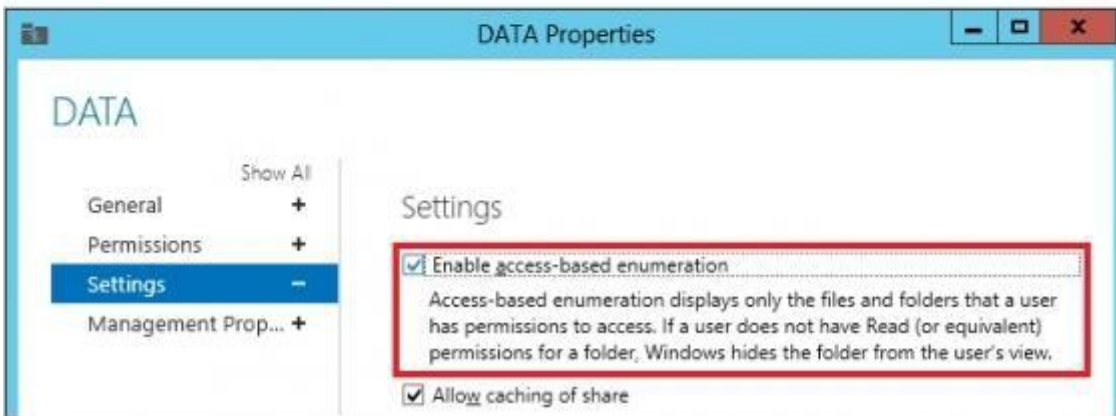 DATA Properties
DATA
Show All
General
Permissions
Settings
Management Prop...
Settings
Enable access-based enumeration
Access-based enumeration displays only the files and folders that a user
has permissions to access. If a user does not have Read (or equivalent)
permissions for a folder, Windows hides the folder from the user's view.
Allow caching of share